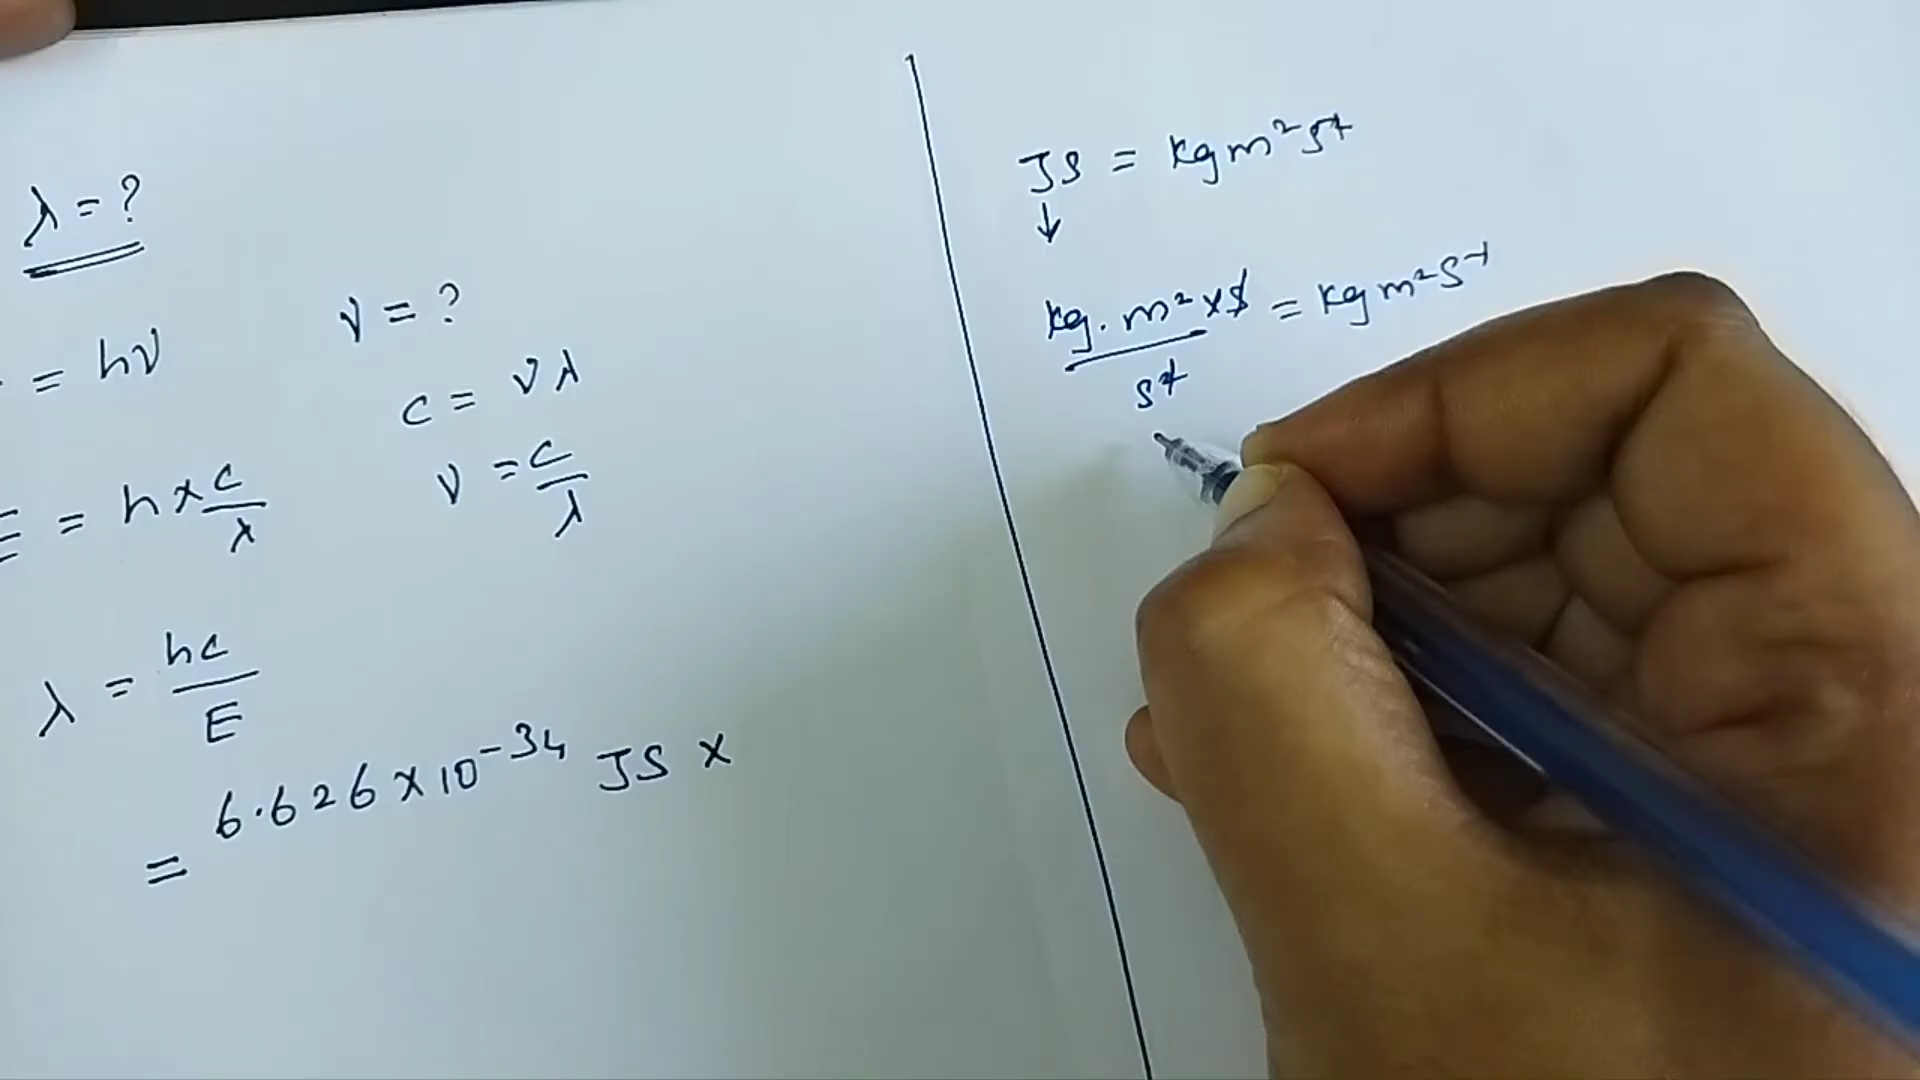 λ = ?
= hν
ν = ?
c = νλ
E = h × c/λ
ν = c/λ
λ = hc/E
= 6.626 × 10⁻³⁴ JS ×
JS = kg m² S⁻¹
↓
kg. m² × s / s² = kg m² S⁻¹